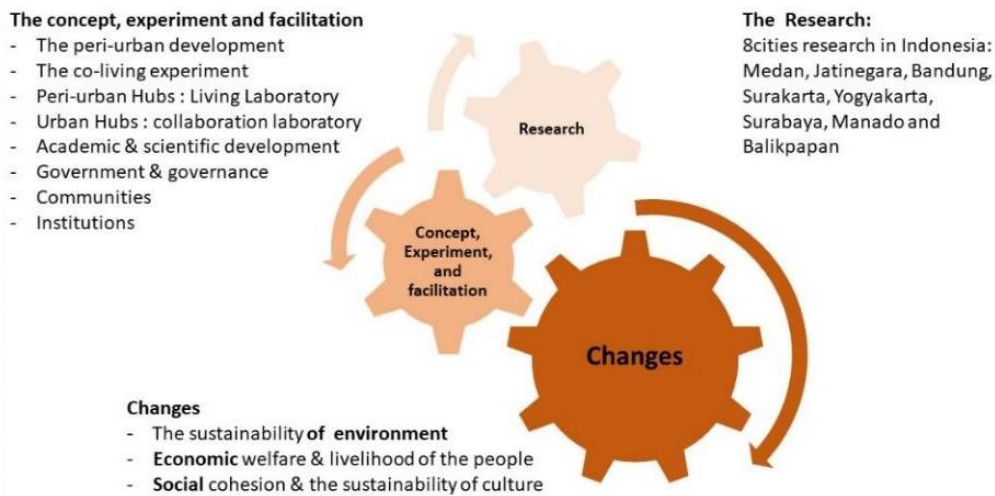 The concept, experiment and facilitation
- The peri-urban development
- The co-living experiment
- Peri-urban Hubs : Living Laboratory
- Urban Hubs : collaboration laboratory
- Academic & scientific development
- Government & governance
- Communities
- Institutions
The Research:
8cities research in Indonesia:
Medan, Jatinegara, Bandung,
Surakarta, Yogyakarta,
Surabaya, Manado and
Balikpapan
Research
Concept,
Experiment,
and
facilitation
Changes
Changes
- The sustainability of environment
- Economic welfare & livelihood of the people
- Social cohesion & the sustainability of culture